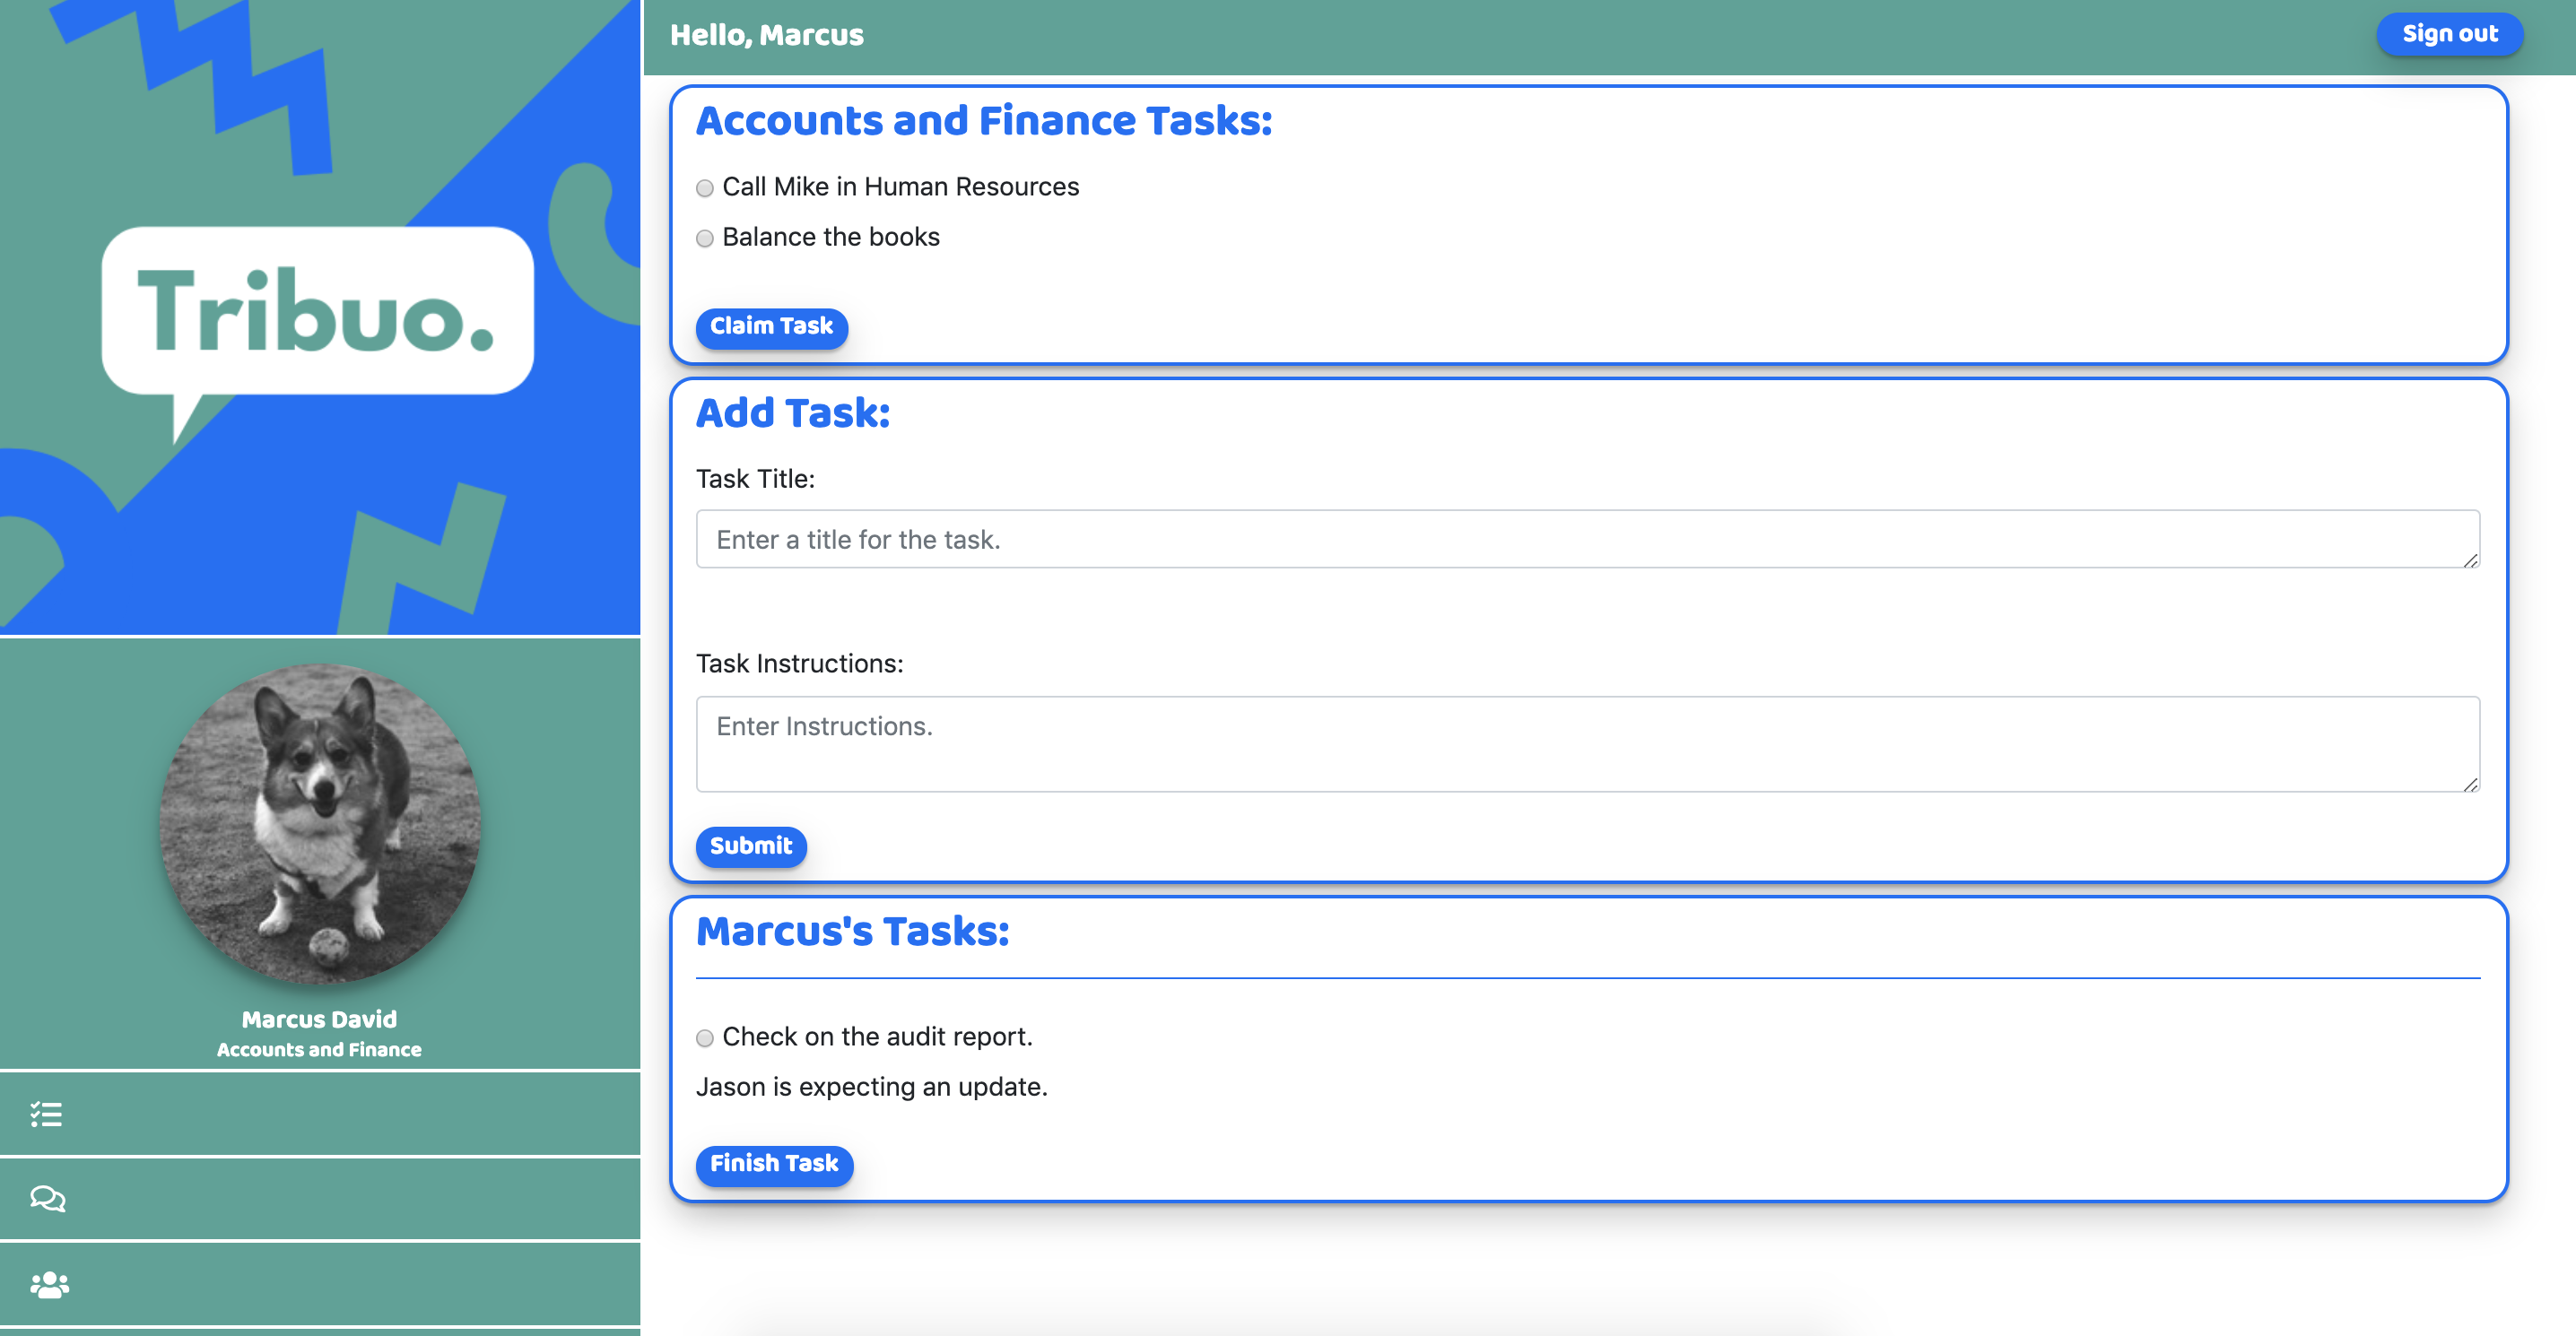 Tribuo.
Marcus David
Accounts and Finance
Hello, Marcus
Sign out
Accounts and Finance Tasks:
Call Mike in Human Resources
Balance the books
Claim Task
Add Task:
Task Title:
Enter a title for the task.
Task Instructions:
Enter Instructions.
Submit
Marcus's Tasks:
Check on the audit report.
Jason is expecting an update.
Finish Task